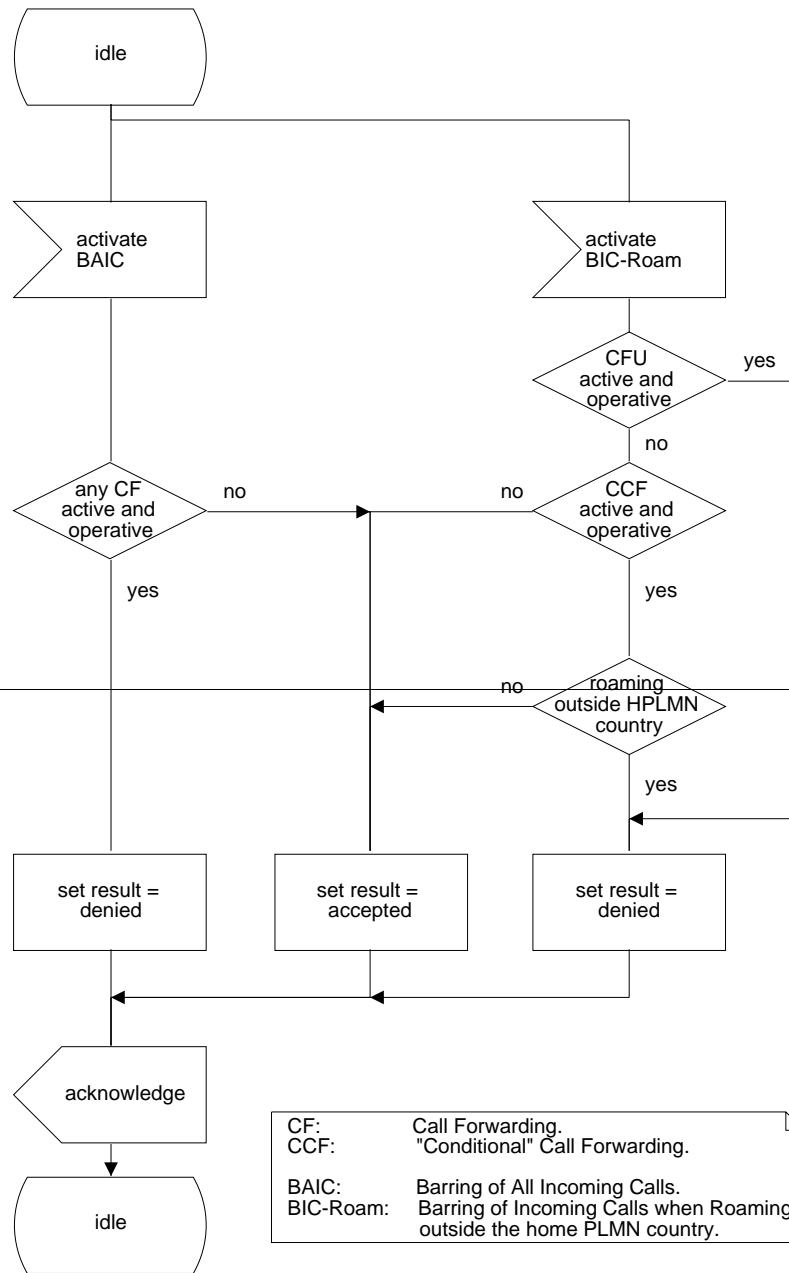 idle
activate
BAIC
activate
BIC-Roam
CFU
active and
operative
yes
no
any CF
active and
operative
no
no
CCF
active and
operative
yes
yes
no
roaming
outside HPLMN
country
yes
set result =
denied
set result =
accepted
set result =
denied
acknowledge
idle
CF: Call Forwarding.
CCF: "Conditional" Call Forwarding.
BAIC: Barring of All Incoming Calls.
BIC-Roam: Barring of Incoming Calls when Roaming
outside the home PLMN country.